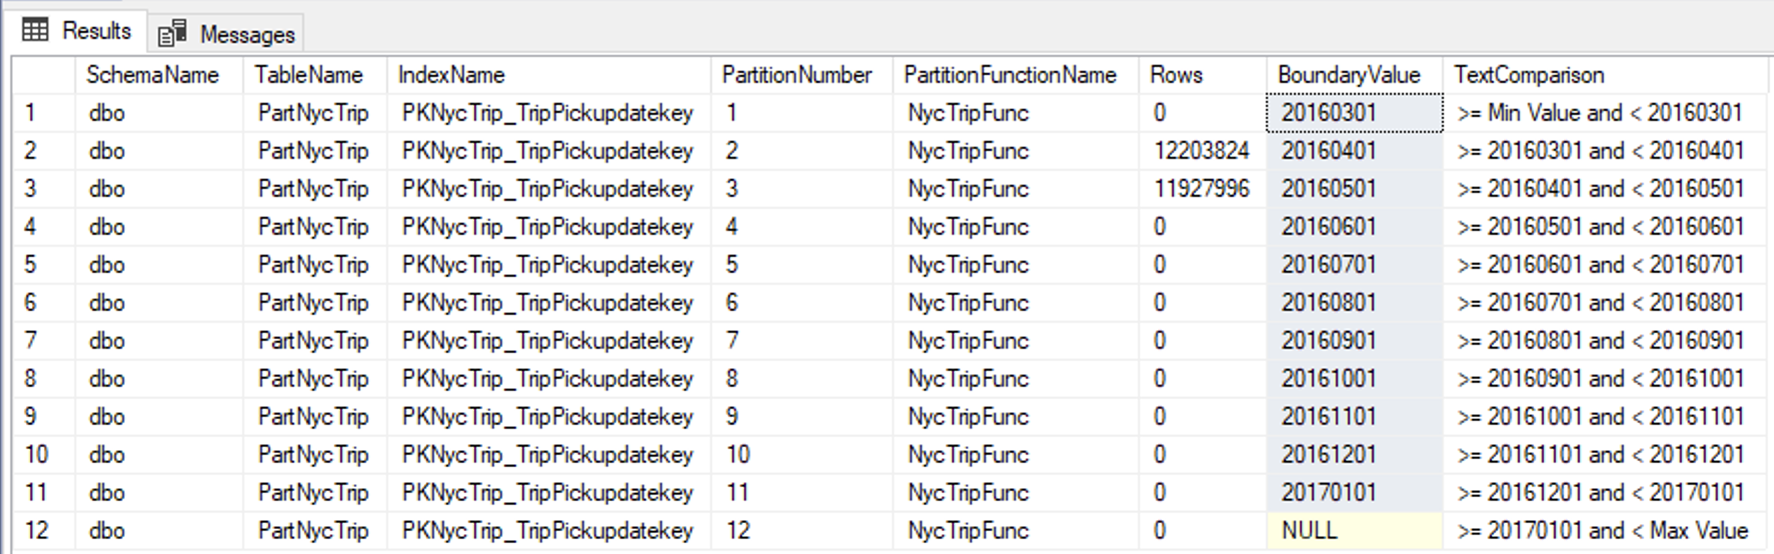 Results Messages
SchemaName TableName IndexName PartitionNumber PartitionFunctionName Rows BoundaryValue TextComparison
1 dbo PartNycTrip PKNycTrip_TripPickupdatekey 1 NycTripFunc 0 20160301 >= Min Value and < 20160301
2 dbo PartNycTrip PKNycTrip_TripPickupdatekey 2 NycTripFunc 12203824 20160401 >= 20160301 and < 20160401
3 dbo PartNycTrip PKNycTrip_TripPickupdatekey 3 NycTripFunc 11927996 20160501 >= 20160401 and < 20160501
4 dbo PartNycTrip PKNycTrip_TripPickupdatekey 4 NycTripFunc 0 20160601 >= 20160501 and < 20160601
5 dbo PartNycTrip PKNycTrip_TripPickupdatekey 5 NycTripFunc 0 20160701 >= 20160601 and < 20160701
6 dbo PartNycTrip PKNycTrip_TripPickupdatekey 6 NycTripFunc 0 20160801 >= 20160701 and < 20160801
7 dbo PartNycTrip PKNycTrip_TripPickupdatekey 7 NycTripFunc 0 20160901 >= 20160801 and < 20160901
8 dbo PartNycTrip PKNycTrip_TripPickupdatekey 8 NycTripFunc 0 20161001 >= 20160901 and < 20161001
9 dbo PartNycTrip PKNycTrip_TripPickupdatekey 9 NycTripFunc 0 20161101 >= 20161001 and < 20161101
10 dbo PartNycTrip PKNycTrip_TripPickupdatekey 10 NycTripFunc 0 20161201 >= 20161101 and < 20161201
11 dbo PartNycTrip PKNycTrip_TripPickupdatekey 11 NycTripFunc 0 20170101 >= 20161201 and < 20170101
12 dbo PartNycTrip PKNycTrip_TripPickupdatekey 12 NycTripFunc 0 NULL >= 20170101 and < Max Value